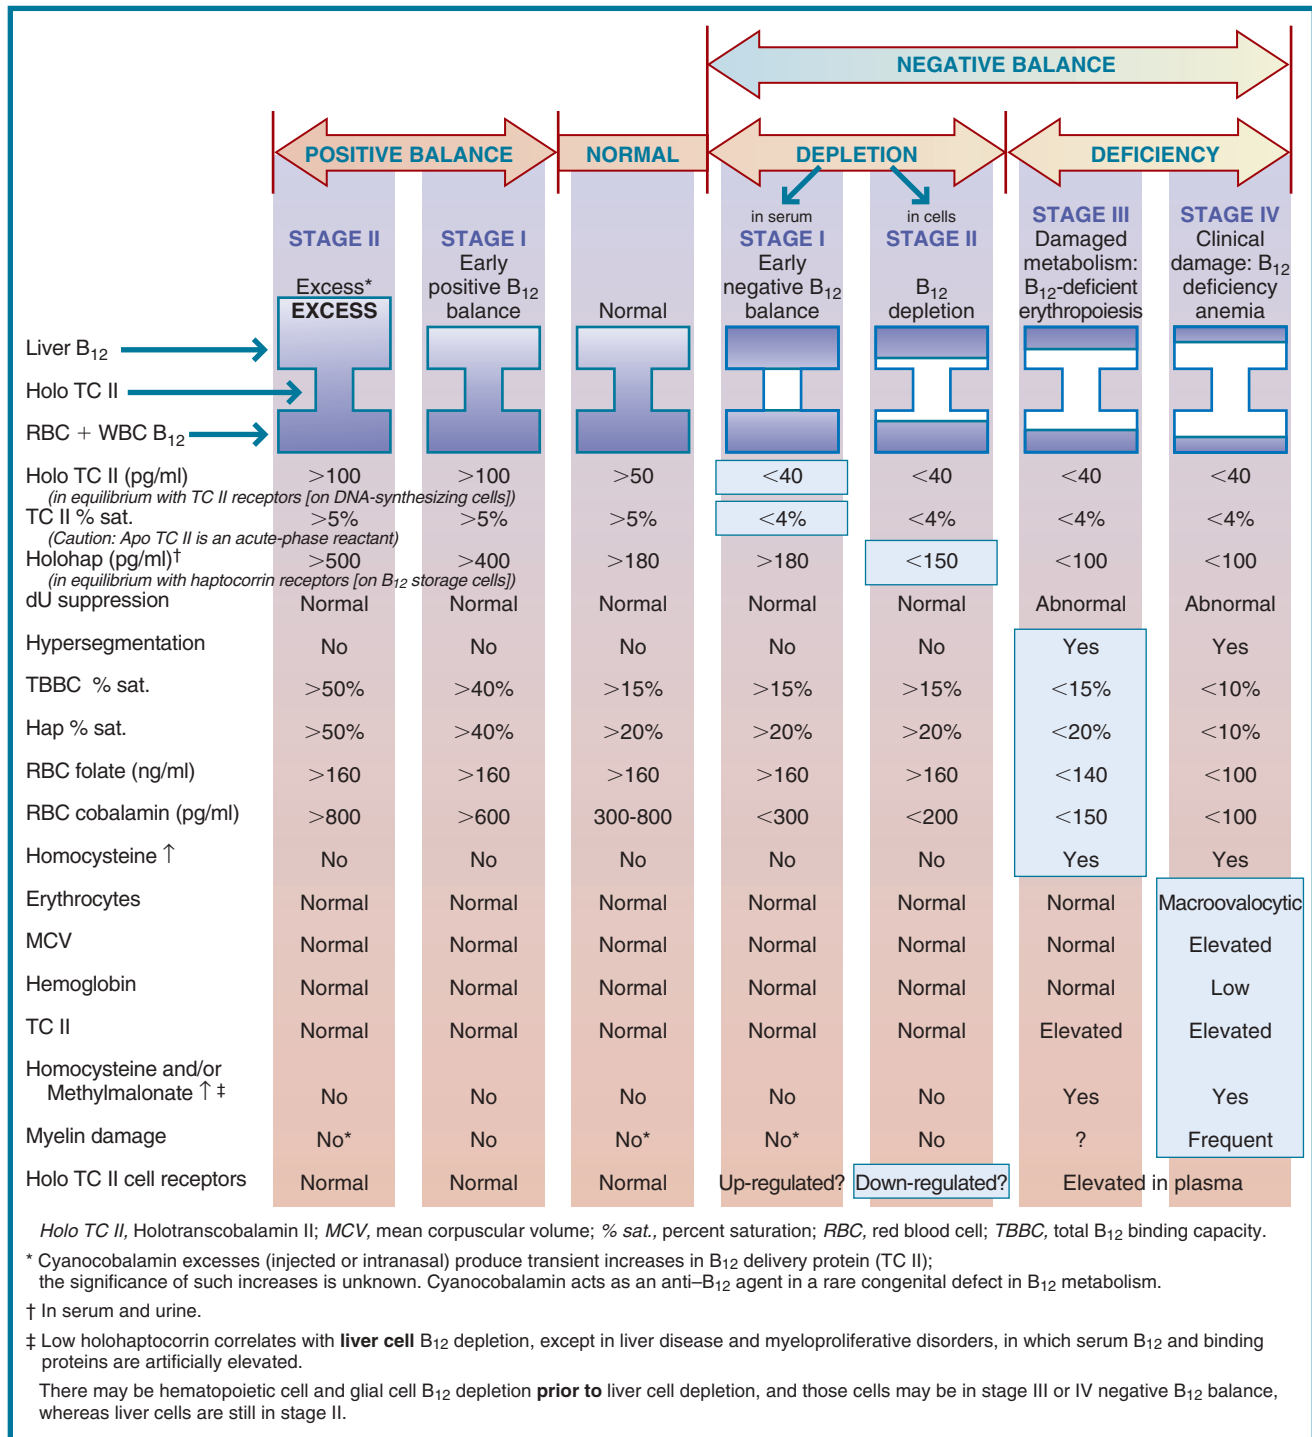 NEGATIVE BALANCE
POSITIVE BALANCE NORMAL DEPLETION DEFICIENCY
in serum in cells
STAGE II
Excess*
EXCESS
STAGE I
Early
positive B12
balance
Normal
STAGE I
Early
negative B12
balance
STAGE II
B12
depletion
STAGE III
Damaged
metabolism:
B12-deficient
erythropoiesis
STAGE IV
Clinical
damage: B12
deficiency
anemia
Liver B12
Holo TC II
RBC + WBC B12
Holo TC II (pg/ml) >100 >100 >50 <40 <40 <40 <40
(in equilibrium with TC II receptors [on DNA-synthesizing cells])
TC II % sat. >5% >5% >5% <4% <4% <4% <4%
(Caution: Apo TC II is an acute-phase reactant)
Holohap (pg/ml)† >500 >400 >180 >180 <150 <100 <100
(in equilibrium with haptocorrin receptors [on B12 storage cells])
dU suppression Normal Normal Normal Normal Normal Abnormal Abnormal
Hypersegmentation No No No No No Yes Yes
TBBC % sat. >50% >40% >15% >15% >15% <15% <10%
Hap % sat. >50% >40% >20% >20% >20% <20% <10%
RBC folate (ng/ml) >160 >160 >160 >160 >160 <140 <100
RBC cobalamin (pg/ml) >800 >600 300-800 <300 <200 <150 <100
Homocysteine ↑ No No No No No Yes Yes
Erythrocytes Normal Normal Normal Normal Normal Normal Macroovalocytic
MCV Normal Normal Normal Normal Normal Normal Elevated
Hemoglobin Normal Normal Normal Normal Normal Normal Low
TC II Normal Normal Normal Normal Normal Elevated Elevated
Homocysteine and/or
Methylmalonate ↑ ‡ No No No No No Yes Yes
Myelin damage No* No No* No* No ? Frequent
Holo TC II cell receptors Normal Normal Normal Up-regulated? Down-regulated? Elevated in plasma
Holo TC II, Holotranscobalamin II; MCV, mean corpuscular volume; % sat., percent saturation; RBC, red blood cell; TBBC, total B12 binding capacity.
* Cyanocobalamin excesses (injected or intranasal) produce transient increases in B12 delivery protein (TC II);
the significance of such increases is unknown. Cyanocobalamin acts as an anti–B12 agent in a rare congenital defect in B12 metabolism.
† In serum and urine.
‡ Low holohaptocorrin correlates with liver cell B12 depletion, except in liver disease and myeloproliferative disorders, in which serum B12 and binding
proteins are artificially elevated.
There may be hematopoietic cell and glial cell B12 depletion prior to liver cell depletion, and those cells may be in stage III or IV negative B12 balance,
whereas liver cells are still in stage II.